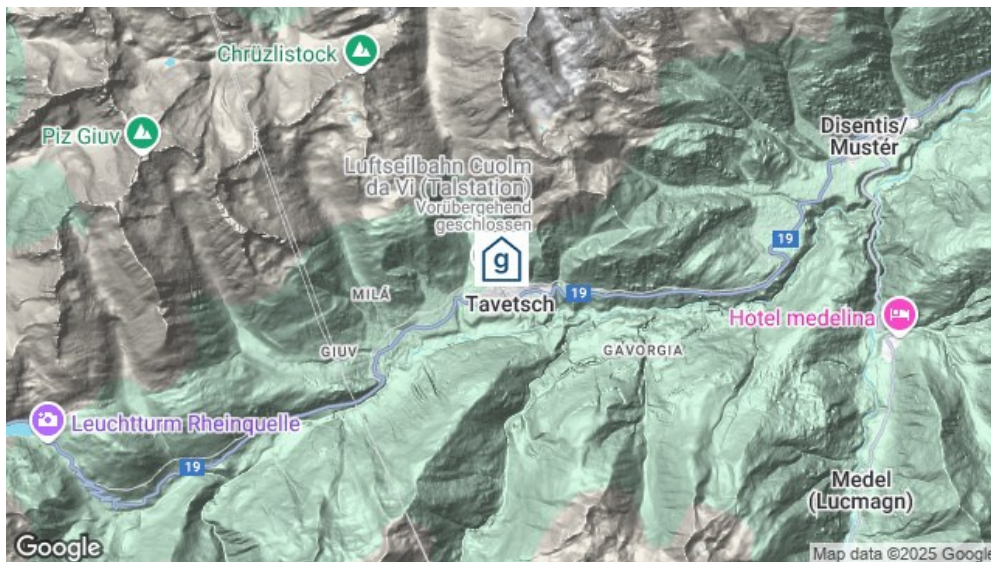 Chrüzlistock
Piz Giuv
Disentis/
Mustér
Luftseilbahn Cuolm
da Vi (Talstation)
Vorübergehend
geschlossen
g
19
MILÁ
Tavetsch
19
Hotel medelina
GIUV
GAVORGIA
Leuchtturm Rheinquelle
19
Medel
(Lucmagn)
Google
Map data ©2025 Google